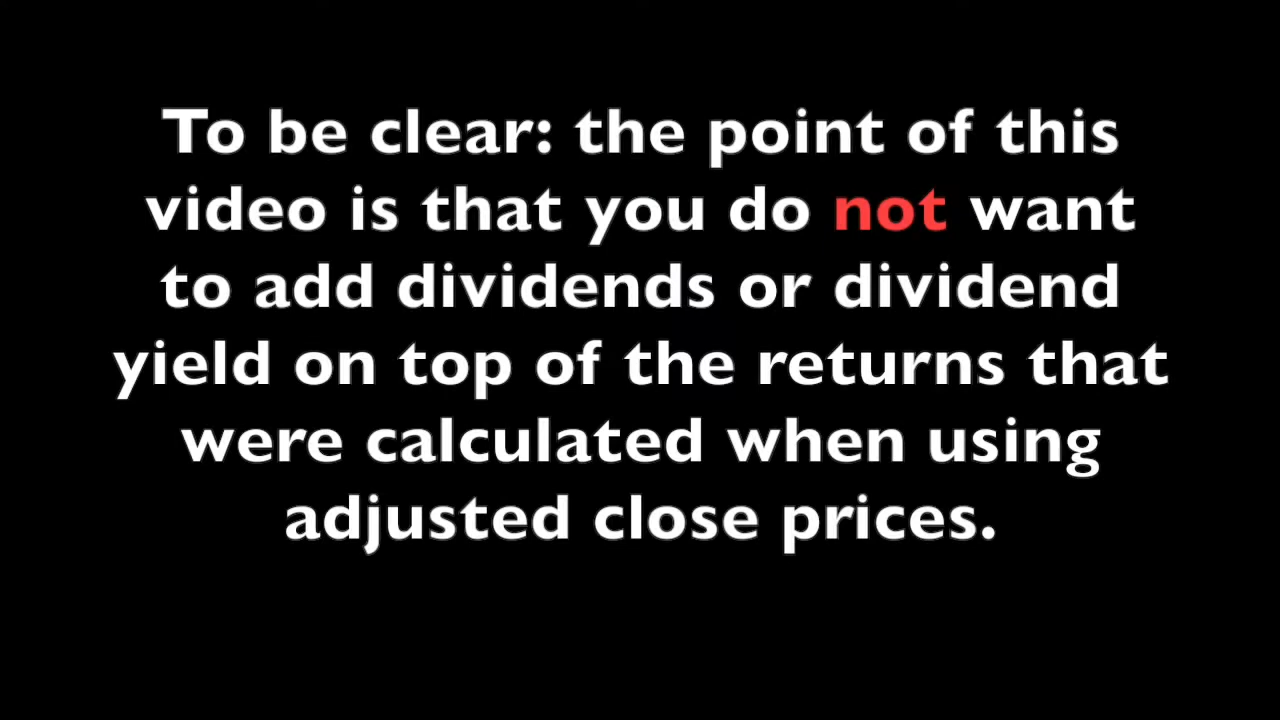 To be clear: the point of this
video is that you do not want
to add dividends or dividend
yield on top of the returns that
were calculated when using
adjusted close prices.